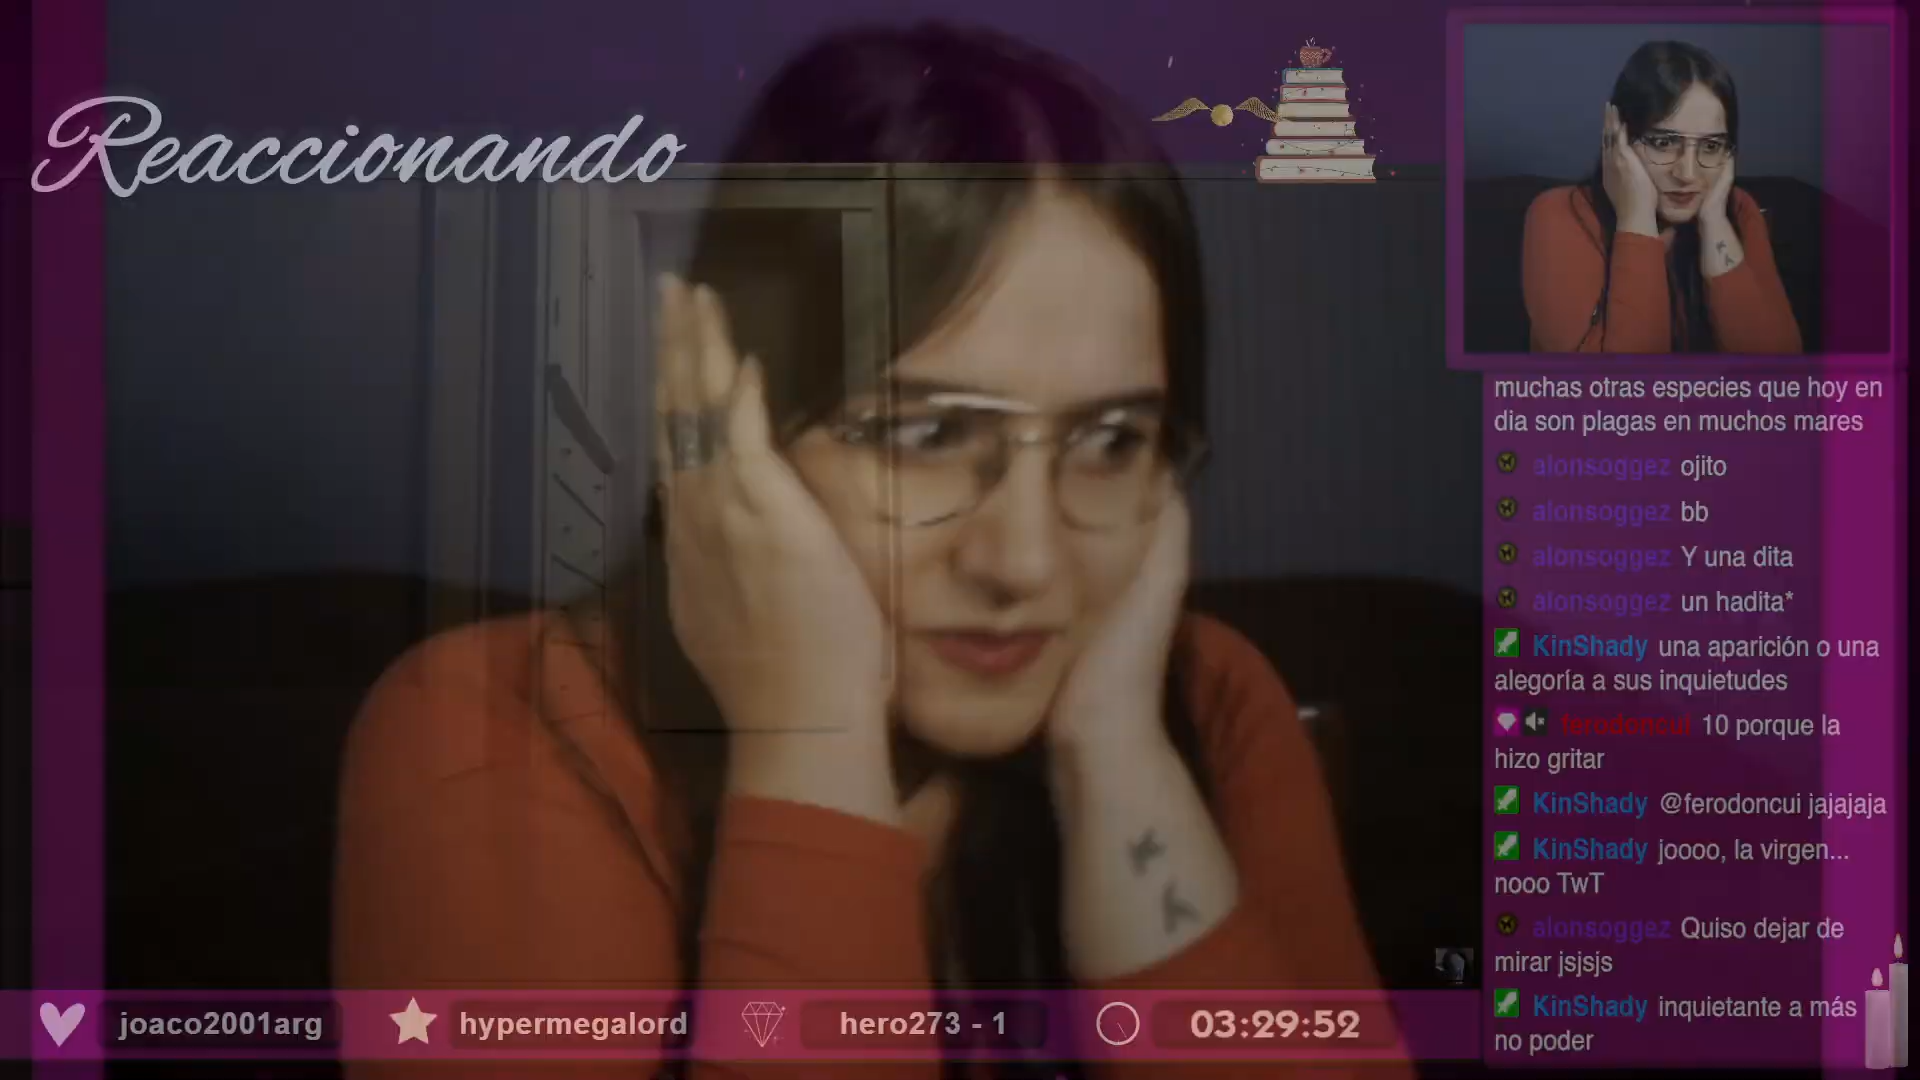 Reaccionando
muchas otras especies que hoy en
dia son plagas en muchos mares
alonsoggez ojito
alonsoggez bb
alonsoggez Y una dita
alonsoggez un hadita*
KinShady una aparición o una
alegoría a sus inquietudes
ferodoncui 10 porque la
hizo gritar
KinShady @ferodoncui jajajaja
KinShady joooo, la virgen...
nooo TwT
alonsoggez Quiso dejar de
mirar jsjsjs
KinShady inquietante a más
no poder
joaco2001arg
hypermegalord
hero273 - 1
03:29:52